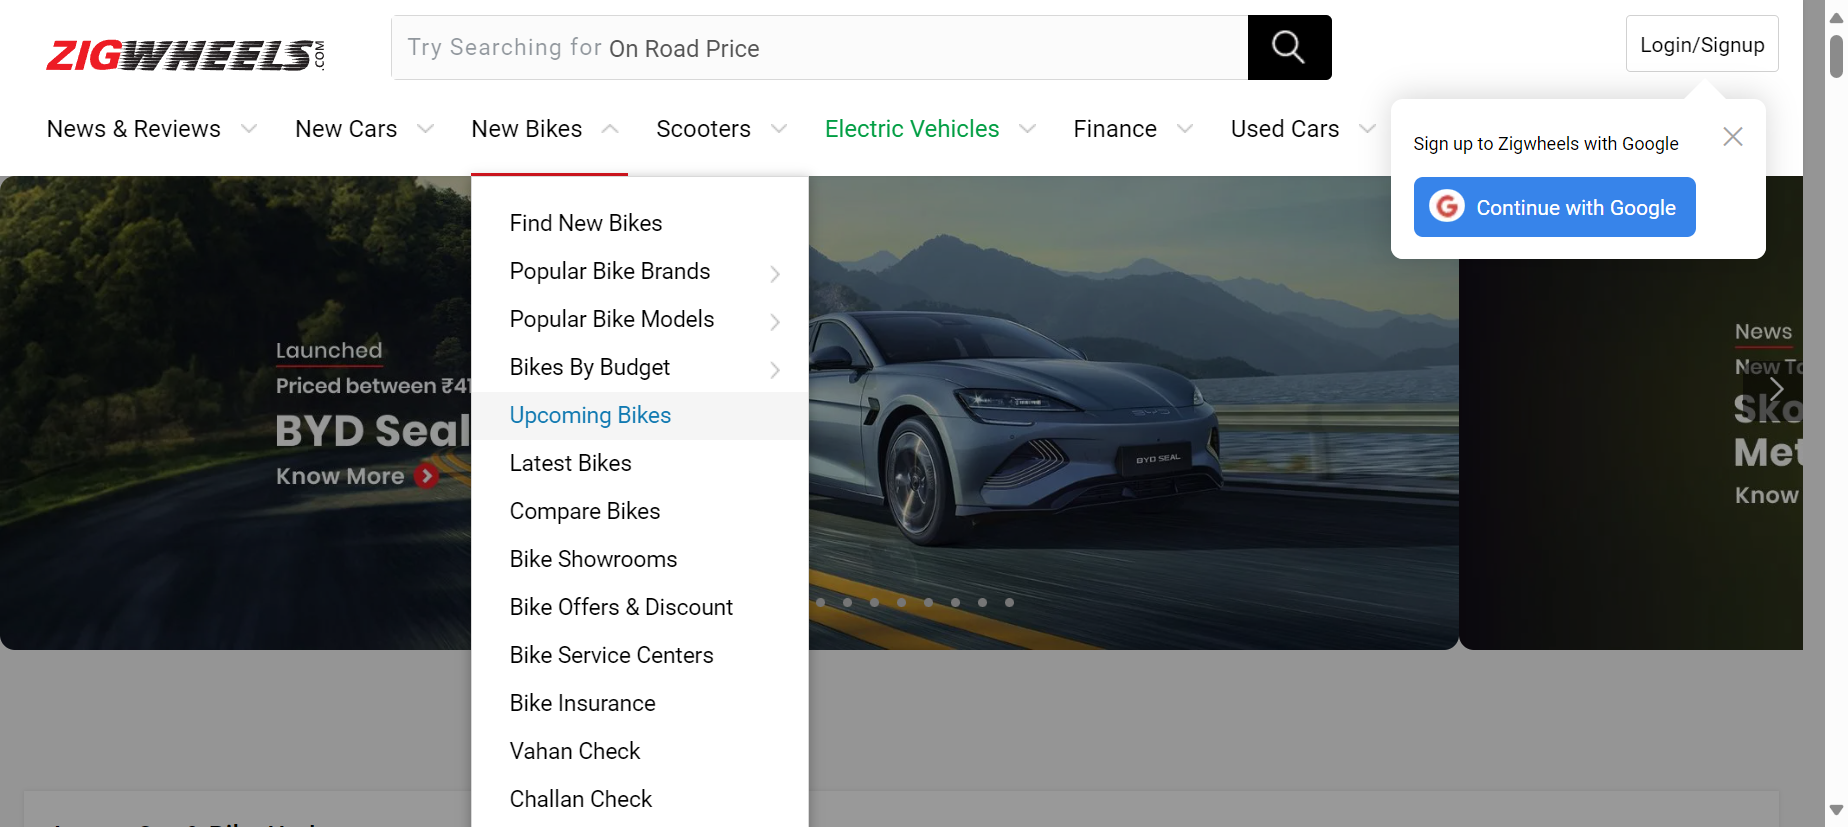 ZIGWHEELS.COM
Try Searching for On Road Price
Login/Signup
News & Reviews
New Cars
New Bikes
Scooters
Electric Vehicles
Finance
Used Cars
Sign up to Zigwheels with Google
Continue with Google
Find New Bikes
Popular Bike Brands
Popular Bike Models
Bikes By Budget
Upcoming Bikes
Latest Bikes
Compare Bikes
Bike Showrooms
Bike Offers & Discount
Bike Service Centers
Bike Insurance
Vahan Check
Challan Check
Launched
Priced between ₹41
BYD Seal
Know More
BYD
BYD SEAL
News
New To
Sko
Met
Know